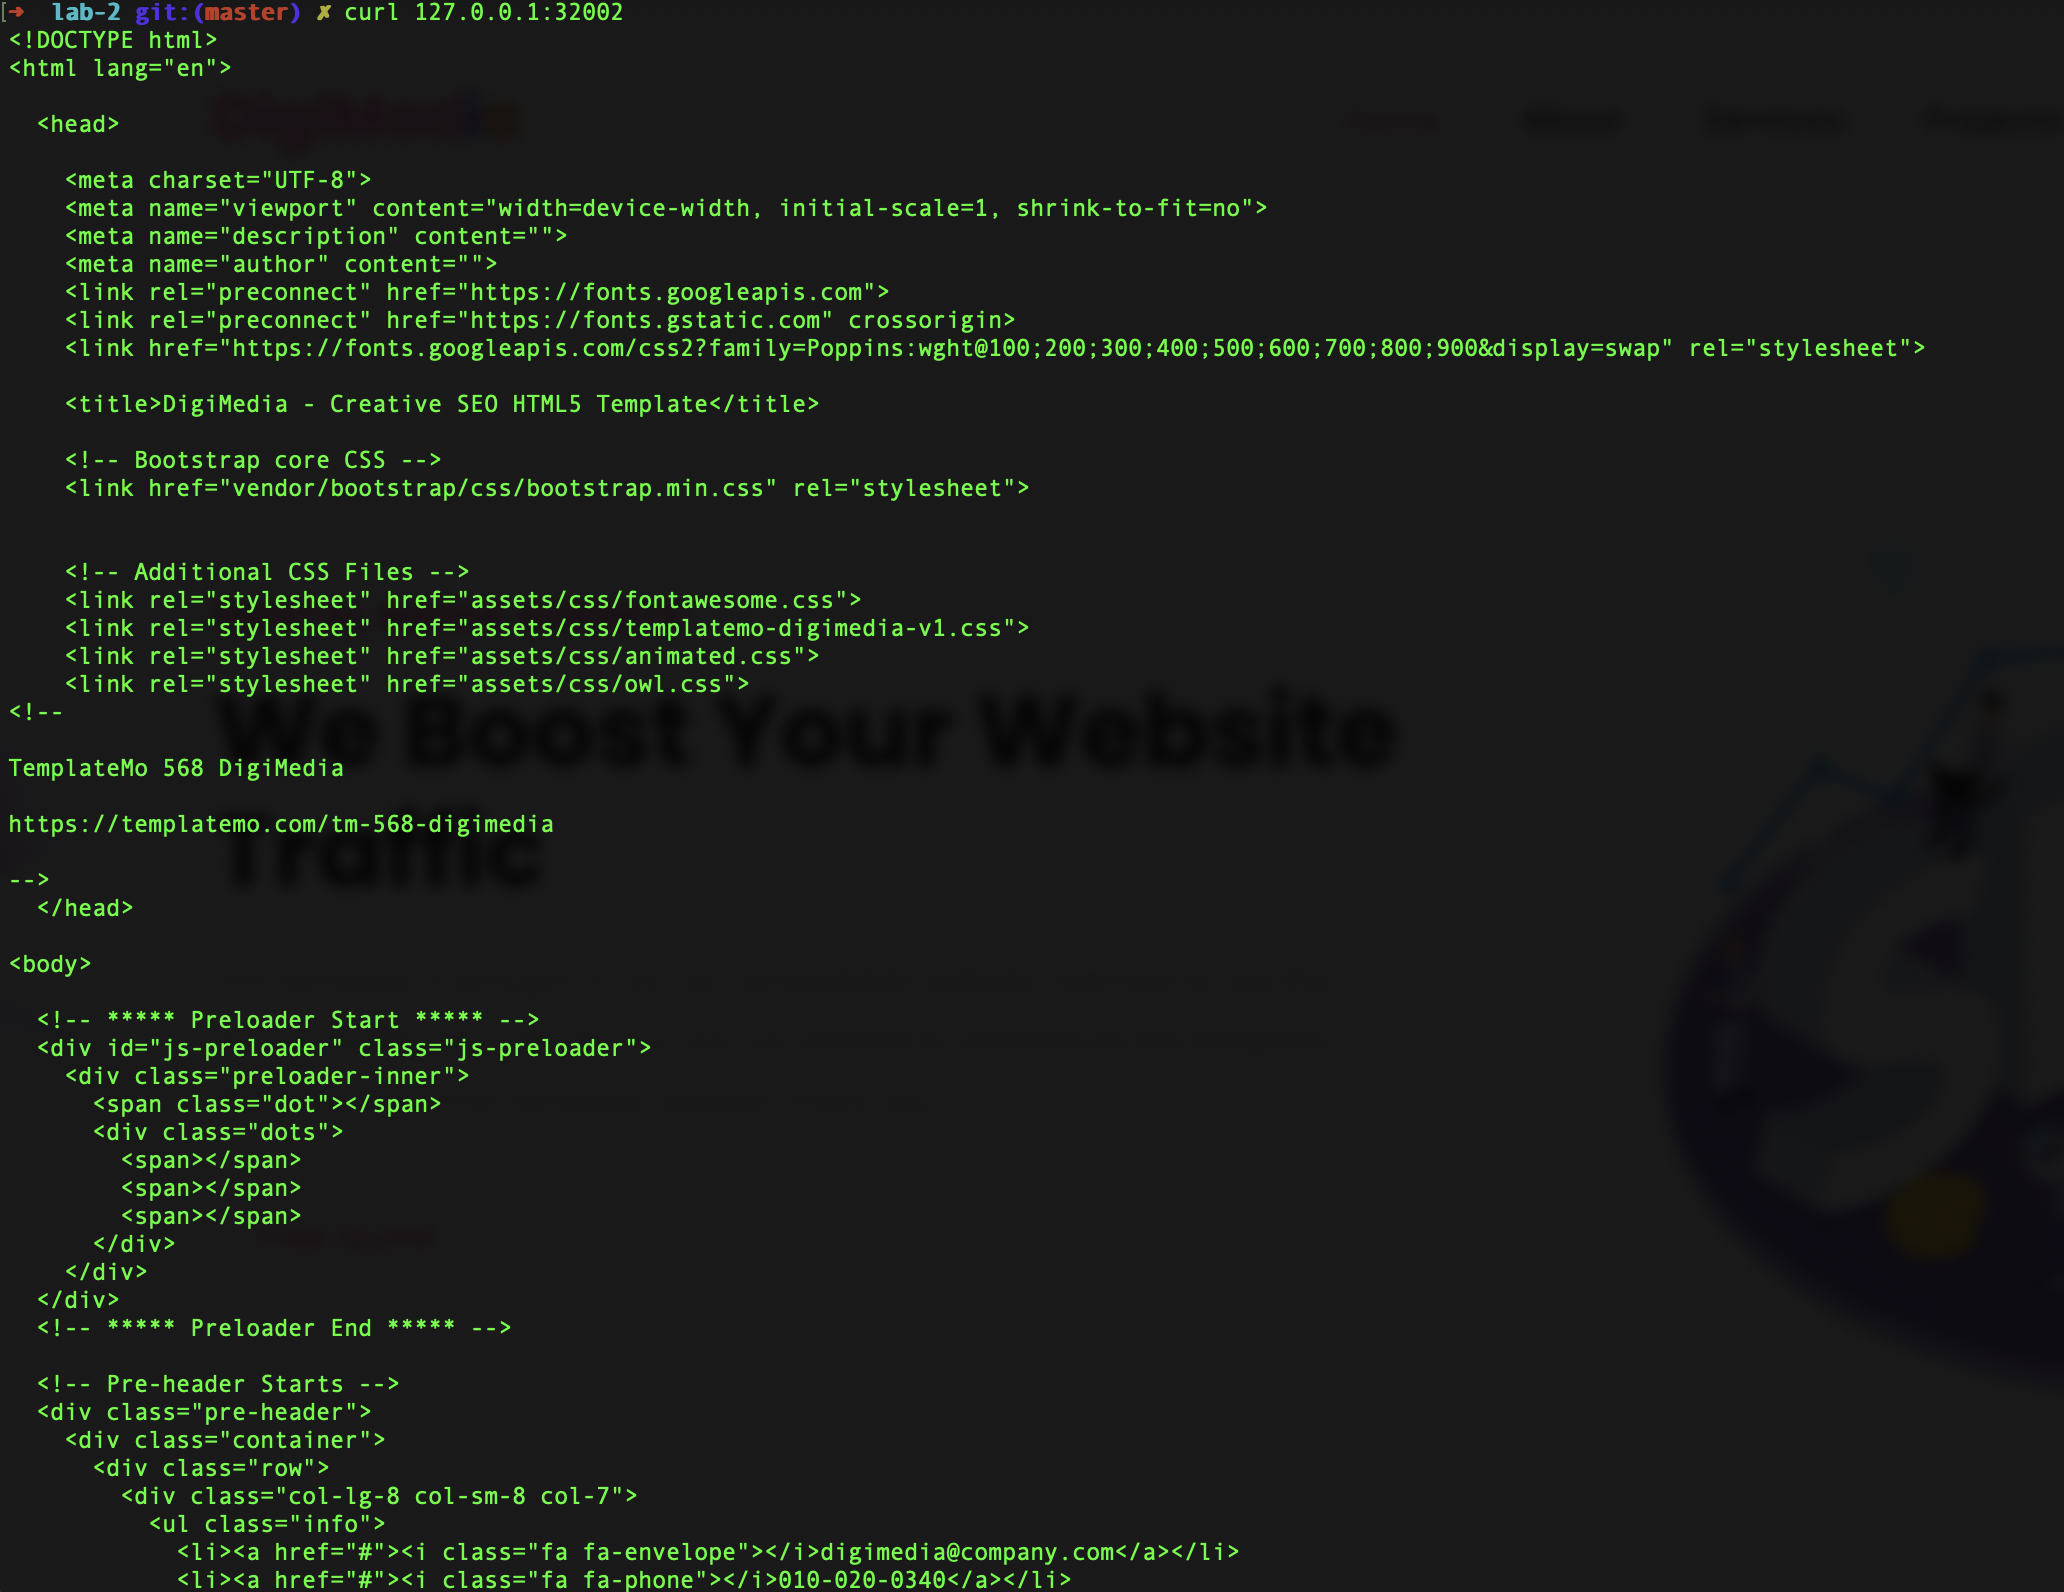 ➜  lab-2 git:(master) ✗ curl 127.0.0.1:32002
<!DOCTYPE html>
<html lang="en">

  <head>

    <meta charset="UTF-8">
    <meta name="viewport" content="width=device-width, initial-scale=1, shrink-to-fit=no">
    <meta name="description" content="">
    <meta name="author" content="">
    <link rel="preconnect" href="https://fonts.googleapis.com">
    <link rel="preconnect" href="https://fonts.gstatic.com" crossorigin>
    <link href="https://fonts.googleapis.com/css2?family=Poppins:wght@100;200;300;400;500;600;700;800;900&display=swap" rel="stylesheet">

    <title>DigiMedia - Creative SEO HTML5 Template</title>

    <!-- Bootstrap core CSS -->
    <link href="vendor/bootstrap/css/bootstrap.min.css" rel="stylesheet">


    <!-- Additional CSS Files -->
    <link rel="stylesheet" href="assets/css/fontawesome.css">
    <link rel="stylesheet" href="assets/css/templatemo-digimedia-v1.css">
    <link rel="stylesheet" href="assets/css/animated.css">
    <link rel="stylesheet" href="assets/css/owl.css">
<!--

TemplateMo 568 DigiMedia

https://templatemo.com/tm-568-digimedia

-->
  </head>

<body>

  <!-- ***** Preloader Start ***** -->
  <div id="js-preloader" class="js-preloader">
    <div class="preloader-inner">
      <span class="dot"></span>
      <div class="dots">
        <span></span>
        <span></span>
        <span></span>
      </div>
    </div>
  </div>
  <!-- ***** Preloader End ***** -->

  <!-- Pre-header Starts -->
  <div class="pre-header">
    <div class="container">
      <div class="row">
        <div class="col-lg-8 col-sm-8 col-7">
          <ul class="info">
            <li><a href="#"><i class="fa fa-envelope"></i>digimedia@company.com</a></li>
            <li><a href="#"><i class="fa fa-phone"></i>010-020-0340</a></li>
DigiMedia
Home About Services Projects
We Boost Your Website
Traffic